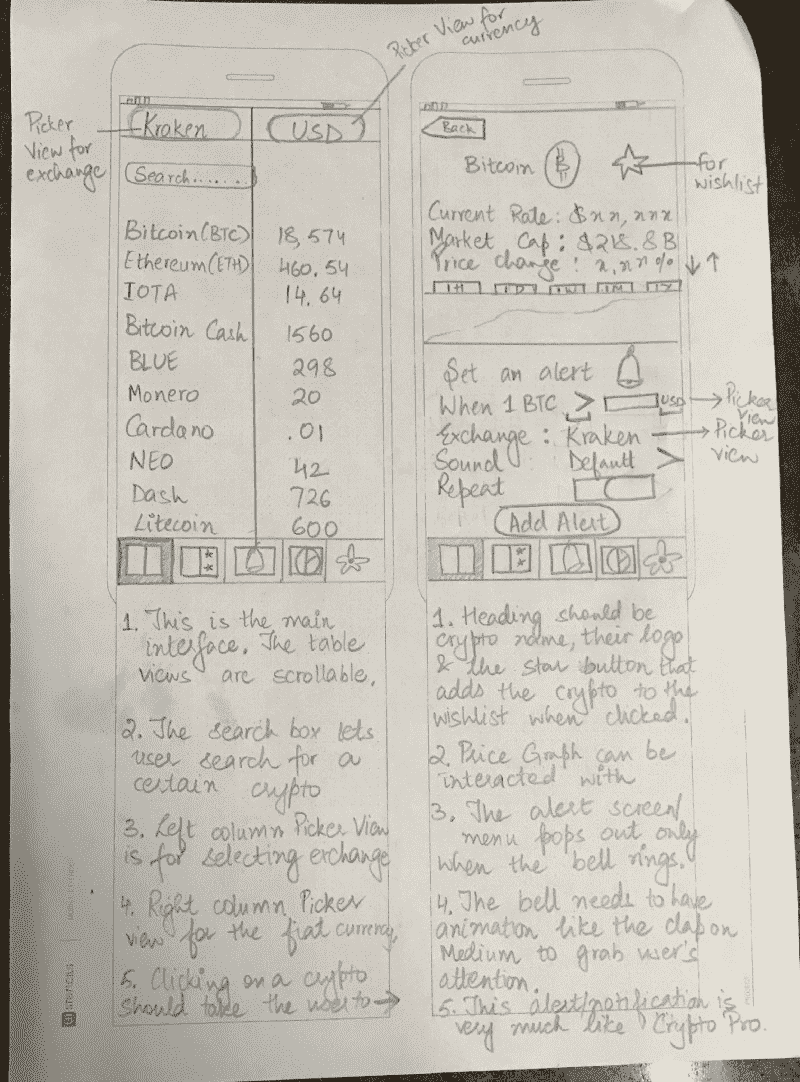 Picker View for
currency
Picker
View for
exchange
Kraken
USD
Search.......
Bitcoin(BTC) 18,574
Ethereum(ETH) 460.54
IOTA 14.64
Bitcoin Cash 1560
BLUE 298
Monero 20
Cardano .01
NEO 42
Dash 726
Litecoin 600
1. This is the main
interface. The table
views are scrollable.
2. The search box lets
user search for a
certain crypto
3. Left column Picker View
is for selecting exchange
4. Right column Picker
view for the fiat currency,
5. Clicking on a crypto
should take the user to →
Back
Bitcoin
for
wishlist
Current Rate: $xx,xxx
Market Cap: $218.8B
Price change: x.xx% ↓↑
1H 1D 1W 1M 1Y
Set an alert
When 1 BTC > USD → Picker
View
Exchange: Kraken → Picker
view
Sound Default >
Repeat
Add Alert
1. Heading should be
crypto name, their logo
& the star button that
adds the crypto to the
wishlist when clicked.
2. Price Graph can be
interacted with
3. The alert screen/
menu pops out only
when the bell rings.
4. The bell needs to have
animation like the clap on
Medium to grab user's
attention.
5. This alert/notification is
very much like Crypto Pro.